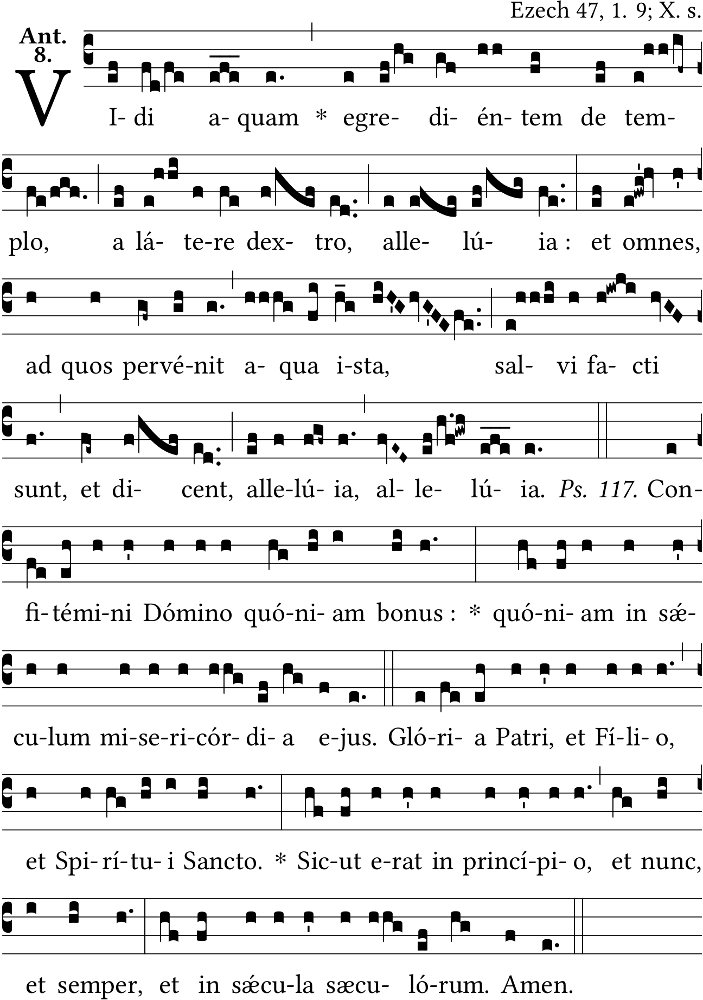 Ezech 47, 1. 9; X. s.
Ant.
8.
VI-di a-quam * egre-di-én-tem de tem-
plo, a lá-te-re dex-tro, alle-lú-ia : et omnes,
ad quos pervé-nit a-qua i-sta, sal-vi fa-cti
sunt, et di-cent, alle-lú-ia, al-le-lú-ia. Ps. 117. Con-
fi-témi-ni Dómino quó-ni-am bonus : * quó-ni-am in sǽ-
cu-lum mi-se-ri-cór-di-a e-jus. Gló-ri-a Patri, et Fí-li-o,
et Spi-rí-tu-i Sancto. * Sic-ut e-rat in princí-pi-o, et nunc,
et semper, et in sǽcu-la sæcu-ló-rum. Amen.